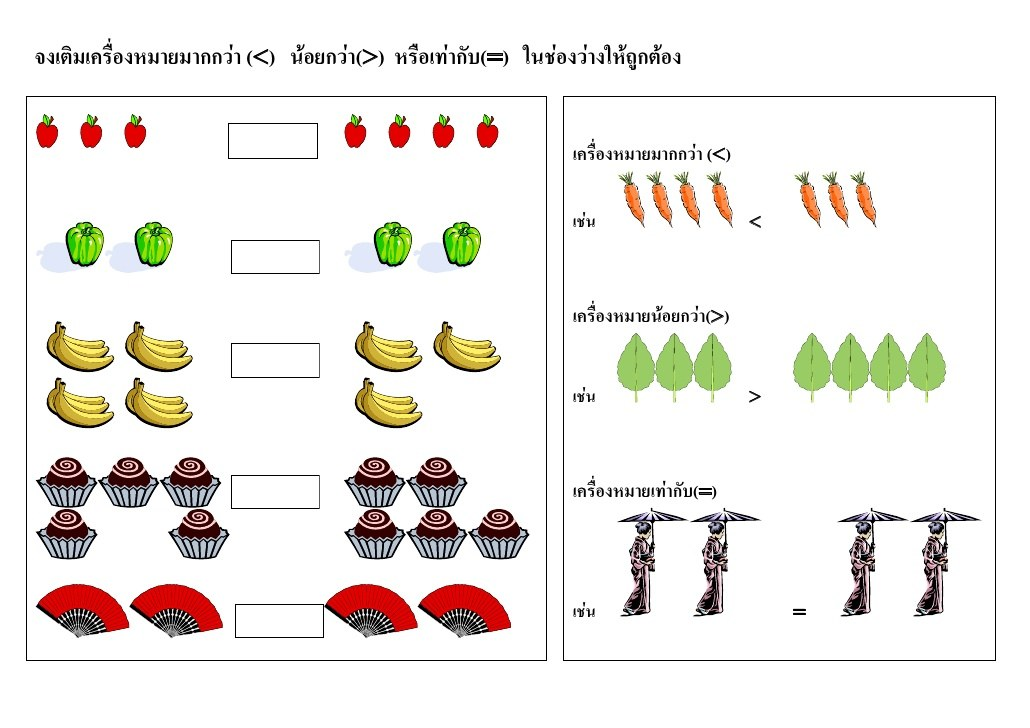 จงเติมเครื่องหมายมากกว่า (<) น้อยกว่า(>) หรือเท่ากับ(=) ในช่องว่างให้ถูกต้อง
เครื่องหมายมากกว่า (<)
เช่น <
เครื่องหมายน้อยกว่า(>)
เช่น >
เครื่องหมายเท่ากับ(=)
เช่น =